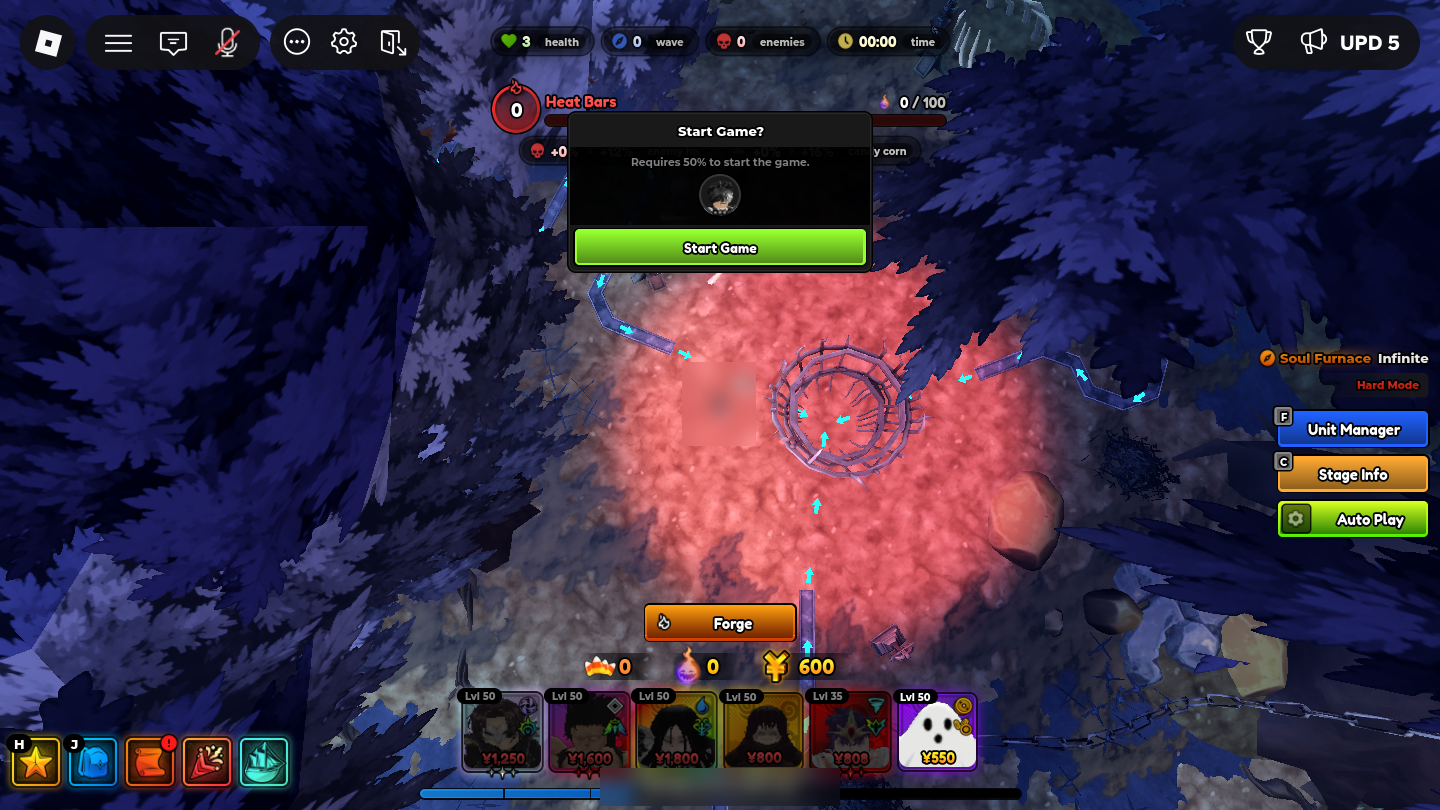 3 health
0 wave
0 enemies
00:00 time
UPD 5
0
Heat Bars
0 / 100
Start Game?
+0
y corn
Requires 50% to start the game.
Start Game
Soul Furnace Infinite
Hard Mode
F
Unit Manager
C
Stage Info
Auto Play
Forge
0
0
600
Lvl 50
Lvl 50
Lvl 50
Lvl 50
Lvl 35
Lvl 50
¥1,250
¥1,600
¥1,800
¥800
¥808
¥550
H
J
!